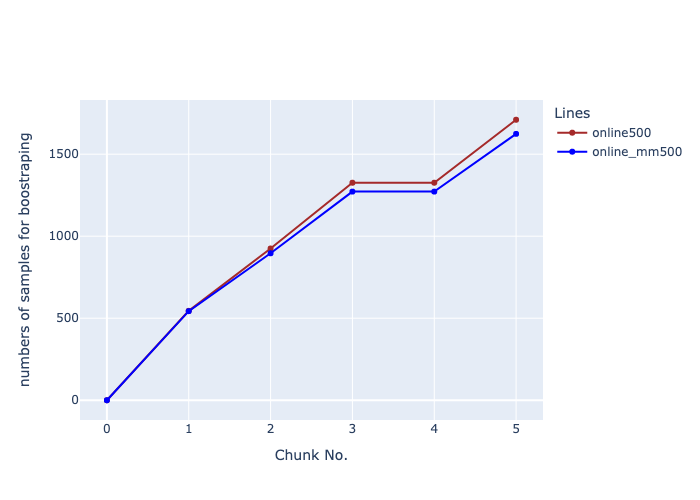 numbers of samples for boostraping
1500
1000
500
0
0 1 2 3 4 5
Chunk No.
Lines
online500
online_mm500